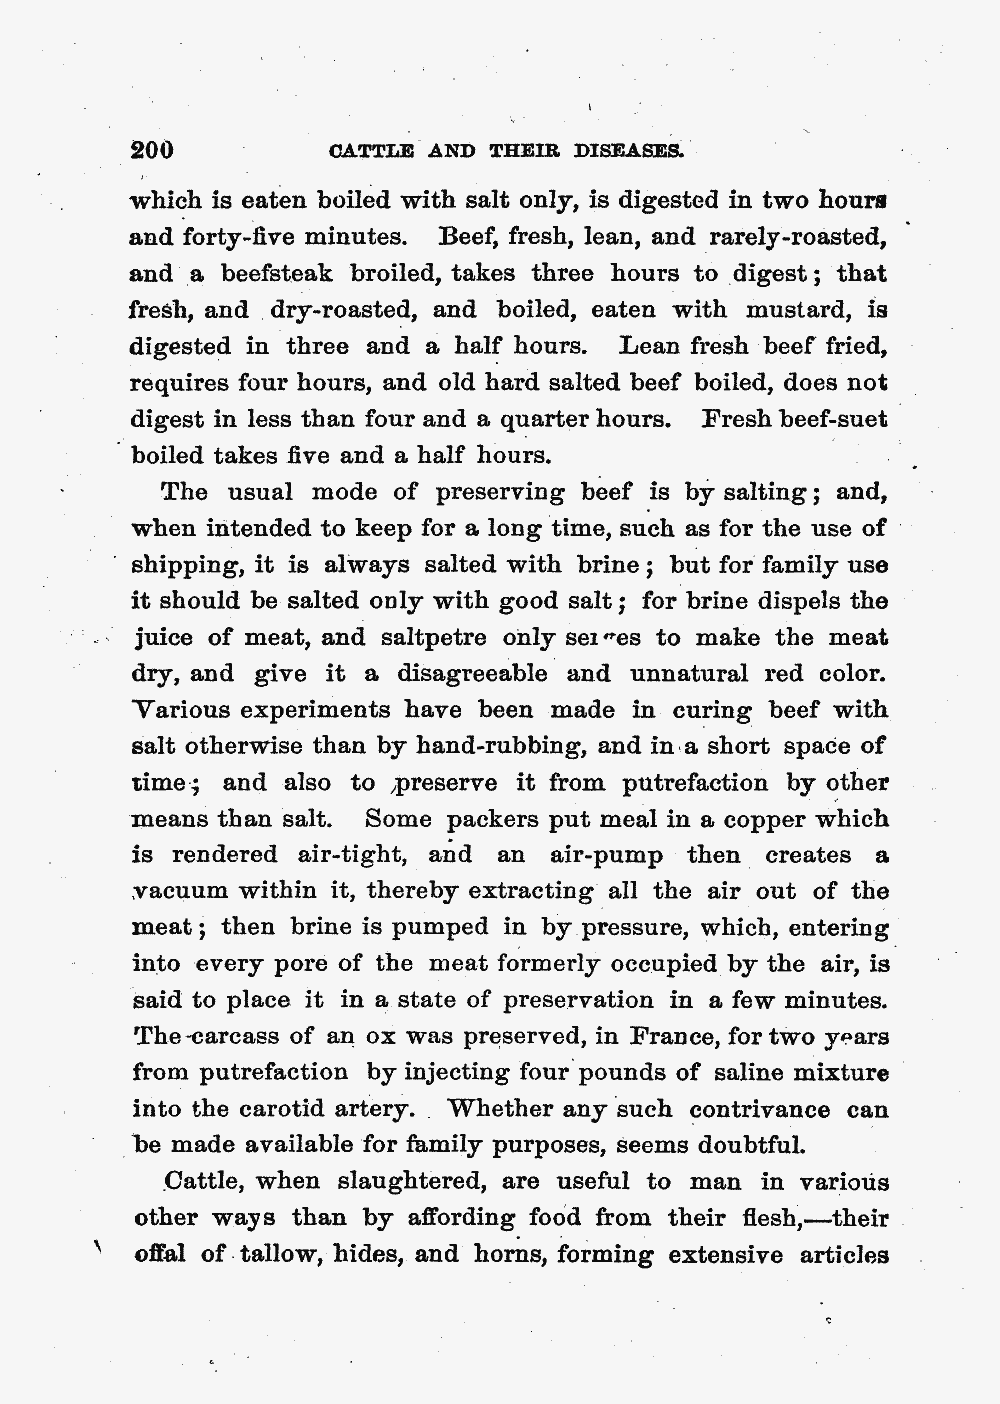 200 CATTLE AND THEIR DISEASES.
which is eaten boiled with salt only, is digested in two hours
and forty-five minutes. Beef, fresh, lean, and rarely-roasted,
and a beefsteak broiled, takes three hours to digest; that
fresh, and dry-roasted, and boiled, eaten with mustard, is
digested in three and a half hours. Lean fresh beef fried,
requires four hours, and old hard salted beef boiled, does not
digest in less than four and a quarter hours. Fresh beef-suet
boiled takes five and a half hours.
The usual mode of preserving beef is by salting; and,
when intended to keep for a long time, such as for the use of
shipping, it is always salted with brine; but for family use
it should be salted only with good salt; for brine dispels the
juice of meat, and saltpetre only serves to make the meat
dry, and give it a disagreeable and unnatural red color.
Various experiments have been made in curing beef with
salt otherwise than by hand-rubbing, and in a short space of
time; and also to preserve it from putrefaction by other
means than salt. Some packers put meal in a copper which
is rendered air-tight, and an air-pump then creates a
vacuum within it, thereby extracting all the air out of the
meat; then brine is pumped in by pressure, which, entering
into every pore of the meat formerly occupied by the air, is
said to place it in a state of preservation in a few minutes.
The carcass of an ox was preserved, in France, for two years
from putrefaction by injecting four pounds of saline mixture
into the carotid artery. Whether any such contrivance can
be made available for family purposes, seems doubtful.
Cattle, when slaughtered, are useful to man in various
other ways than by affording food from their flesh,—their
offal of tallow, hides, and horns, forming extensive articles